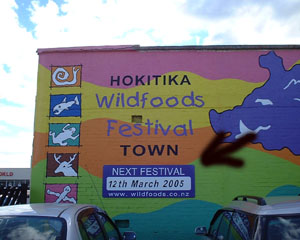 HOKITIKA
Wildfoods
Festival
TOWN
NEXT FESTIVAL
12th March 2005
www.wildfoods.co.nz